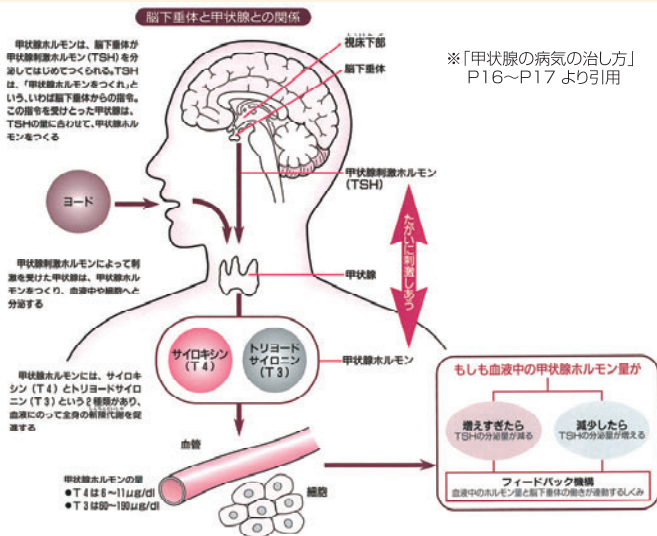 脳下垂体と甲状腺との関係
甲状腺ホルモンは、脳下垂体が
甲状腺刺激ホルモン(TSH)を分
泌してはじめてつくられる。TSH
は、「甲状腺ホルモンをつくれ」と
いう、いわば脳下垂体からの指令。
この指令を受けとった甲状腺は、
TSHの量に合わせて、甲状腺ホル
モンをつくる
視床下部
脳下垂体
※「甲状腺の病気の治し方」
P16〜P17 より引用
甲状腺刺激ホルモン
(TSH)
ヨード
たがいに刺激しあう
甲状腺刺激ホルモンによって刺
激を受けた甲状腺は、甲状腺ホル
モンをつくり、血液中や細胞へと
分泌する
甲状腺
サイロキシン
(T4)
トリヨード
サイロニン
(T3)
甲状腺ホルモン
甲状腺ホルモンには、サイロキ
シン(T4)とトリヨードサイロ
ニン(T3)という2種類があり、
血液にのって全身の新陳代謝を促
進する
もしも血液中の甲状腺ホルモン量が
増えすぎたら
TSHの分泌量が減る
減少したら
TSHの分泌量が増える
フィードバック機構
血液中のホルモン量と脳下垂体の働きが連動するしくみ
血管
細胞
甲状腺ホルモンの量
●T4は6〜11μg/dl
●T3は80〜190μg/dl